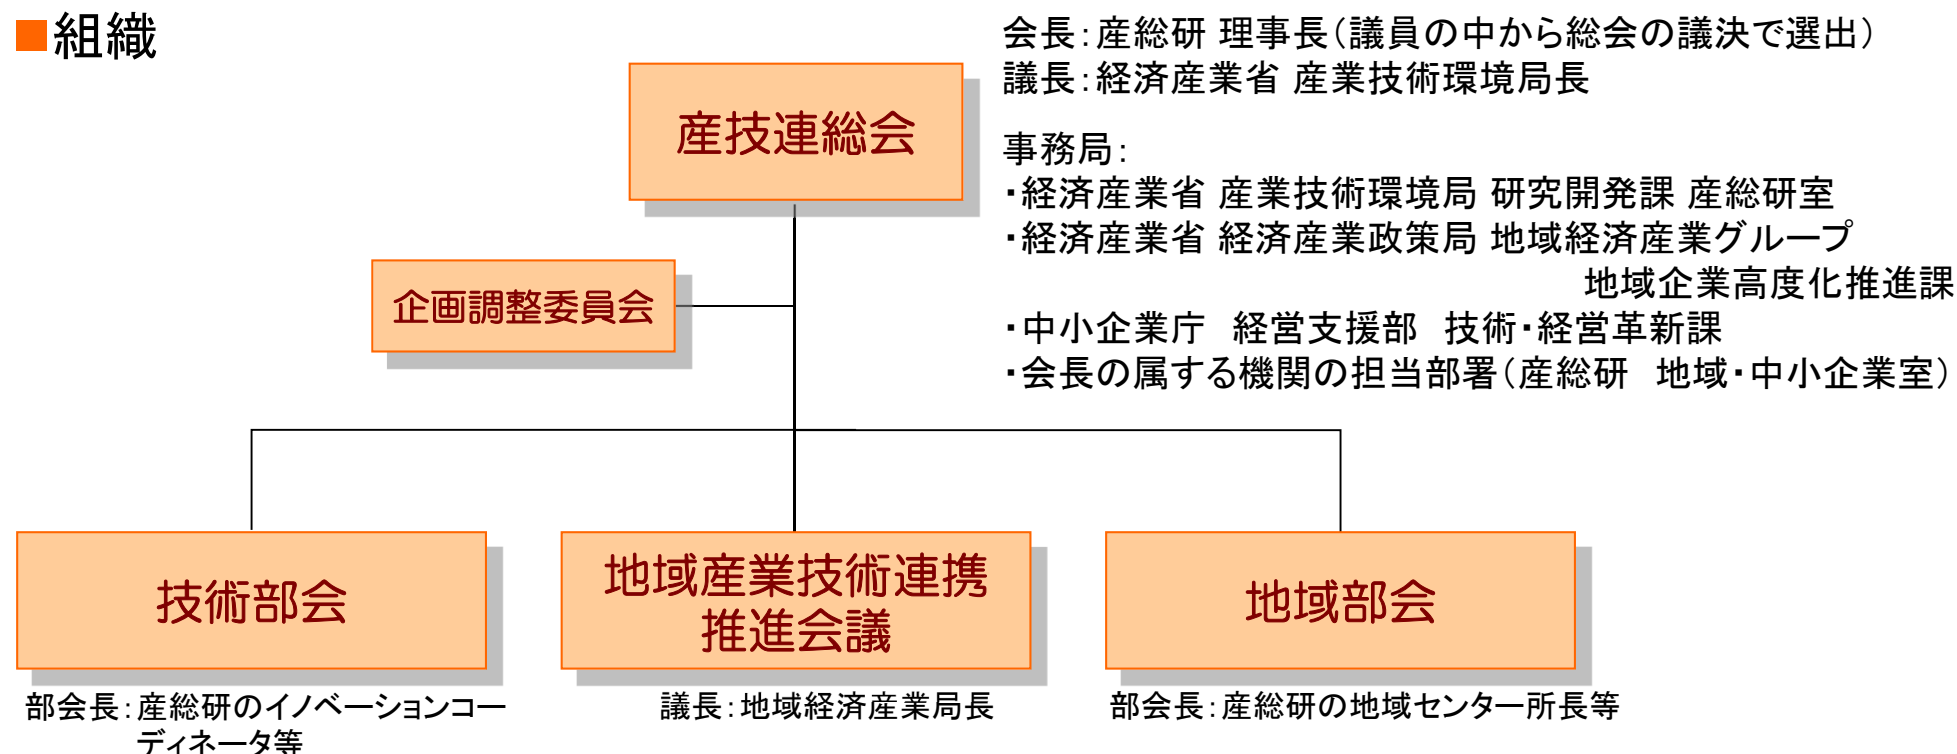 ■組織
会長：産総研 理事長（議員の中から総会の議決で選出）
議長：経済産業省 産業技術環境局長
産技連総会
事務局：
・経済産業省 産業技術環境局 研究開発課 産総研室
・経済産業省 経済産業政策局 地域経済産業グループ
地域企業高度化推進課
・中小企業庁　経営支援部　技術・経営革新課
・会長の属する機関の担当部署（産総研　地域・中小企業室）
企画調整委員会
技術部会
地域産業技術連携
推進会議
地域部会
部会長：産総研のイノベーションコー
ディネータ等
議長：地域経済産業局長
部会長：産総研の地域センター所長等